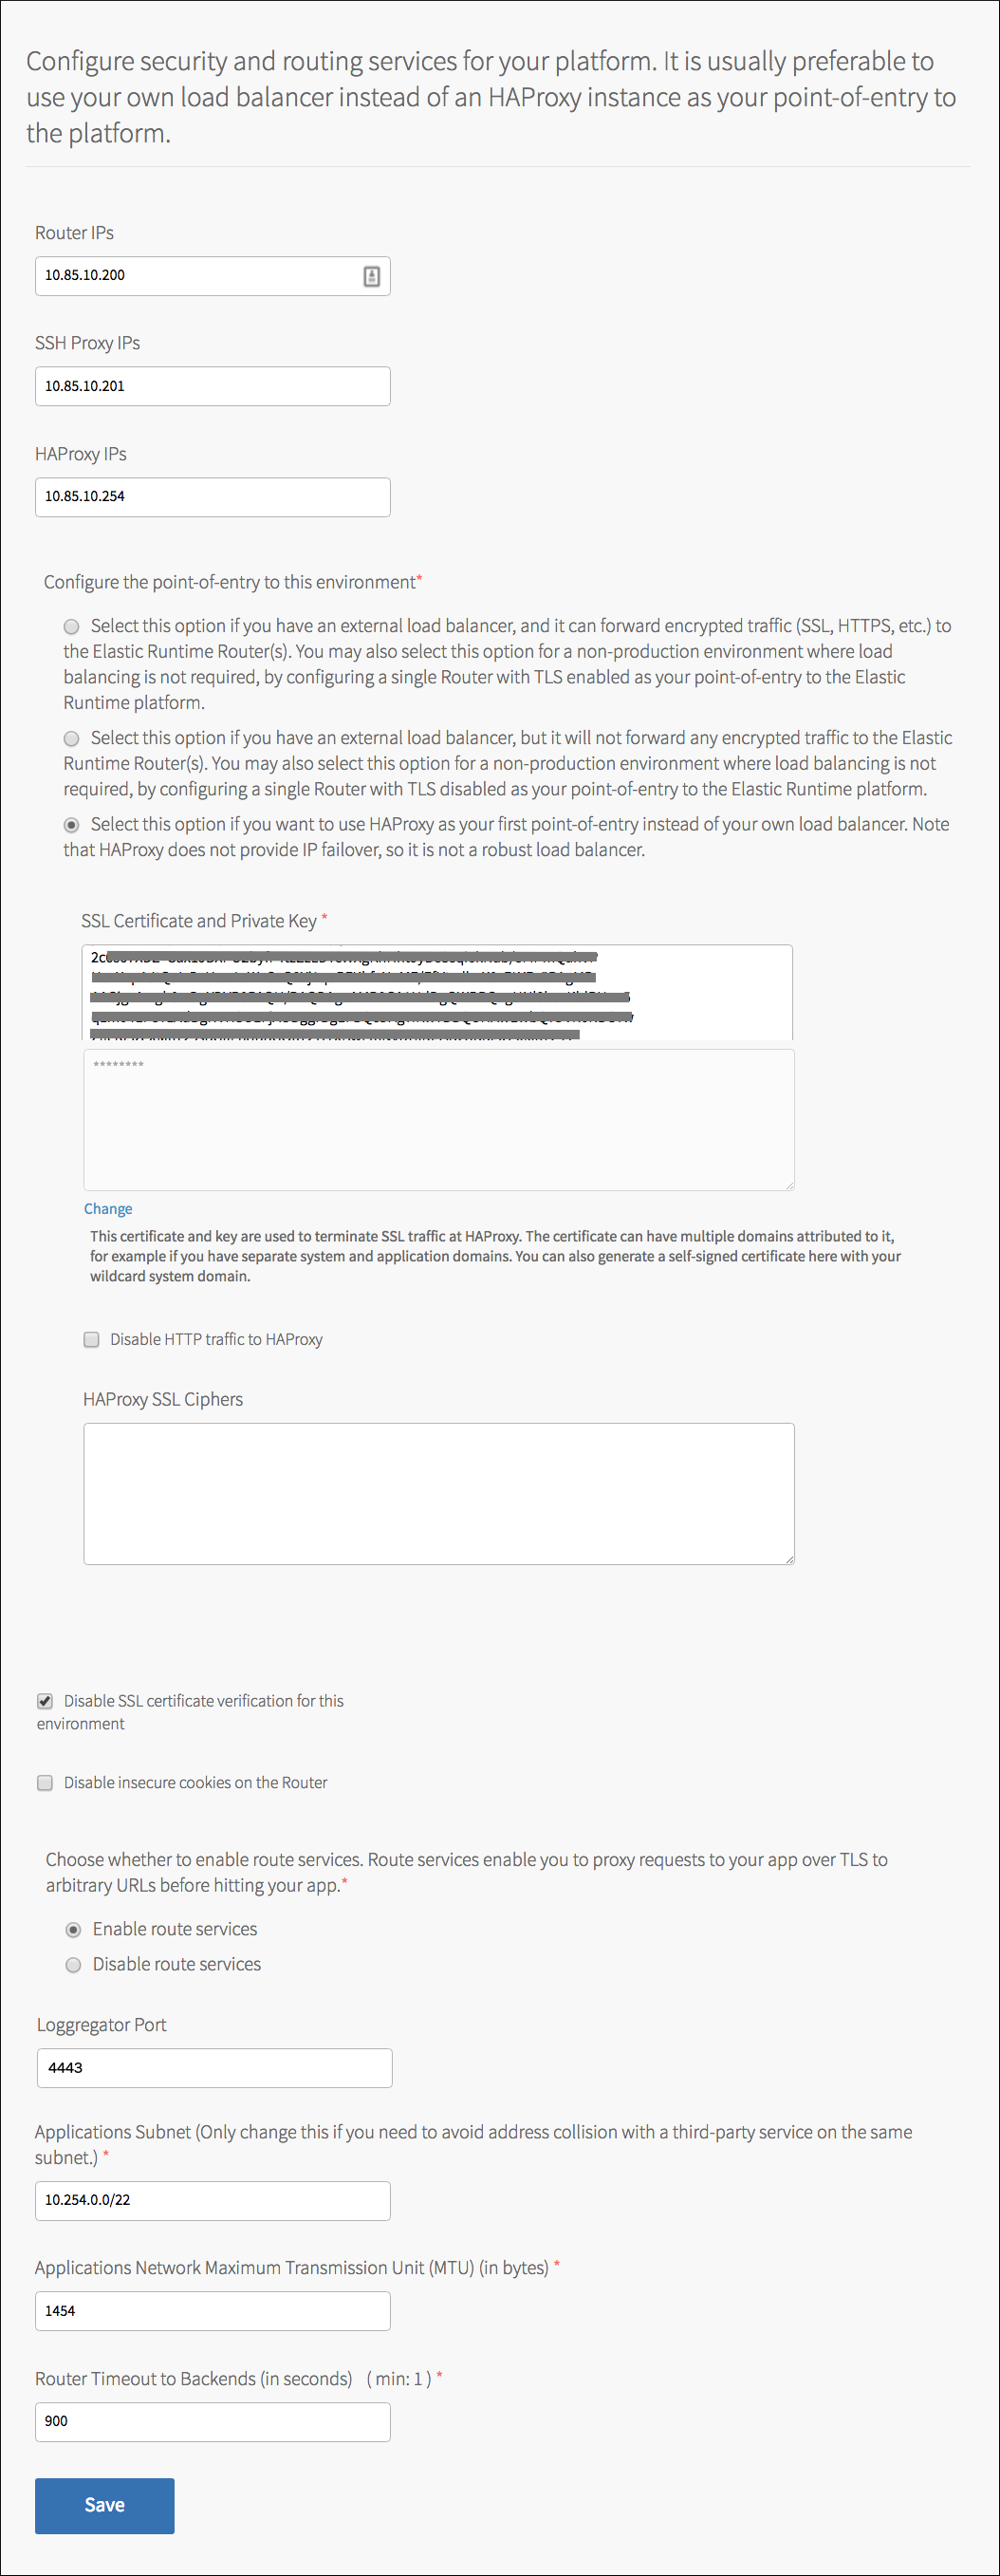 Configure security and routing services for your platform. It is usually preferable to
use your own load balancer instead of an HAProxy instance as your point-of-entry to
the platform.
Router IPs
10.85.10.200
SSH Proxy IPs
10.85.10.201
HAProxy IPs
10.85.10.254
Configure the point-of-entry to this environment*
Select this option if you have an external load balancer, and it can forward encrypted traffic (SSL, HTTPS, etc.) to
the Elastic Runtime Router(s). You may also select this option for a non-production environment where load
balancing is not required, by configuring a single Router with TLS enabled as your point-of-entry to the Elastic
Runtime platform.
Select this option if you have an external load balancer, but it will not forward any encrypted traffic to the Elastic
Runtime Router(s). You may also select this option for a non-production environment where load balancing is not
required, by configuring a single Router with TLS disabled as your point-of-entry to the Elastic Runtime platform.
Select this option if you want to use HAProxy as your first point-of-entry instead of your own load balancer. Note
that HAProxy does not provide IP failover, so it is not a robust load balancer.
SSL Certificate and Private Key *
********
Change
This certificate and key are used to terminate SSL traffic at HAProxy. The certificate can have multiple domains attributed to it,
for example if you have separate system and application domains. You can also generate a self-signed certificate here with your
wildcard system domain.
Disable HTTP traffic to HAProxy
HAProxy SSL Ciphers
Disable SSL certificate verification for this
environment
Disable insecure cookies on the Router
Choose whether to enable route services. Route services enable you to proxy requests to your app over TLS to
arbitrary URLs before hitting your app.*
Enable route services
Disable route services
Loggregator Port
4443
Applications Subnet (Only change this if you need to avoid address collision with a third-party service on the same
subnet.) *
10.254.0.0/22
Applications Network Maximum Transmission Unit (MTU) (in bytes) *
1454
Router Timeout to Backends (in seconds) ( min: 1 ) *
900
Save